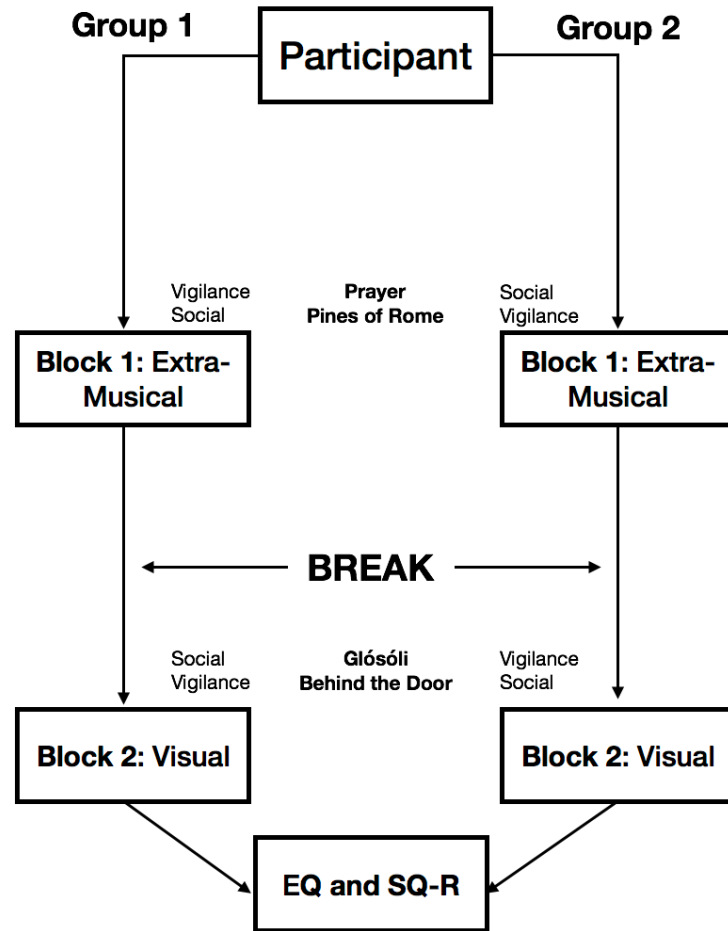 Group 1
Participant
Group 2
Vigilance
Social
Prayer
Pines of Rome
Social
Vigilance
Block 1: Extra-
Musical
Block 1: Extra-
Musical
BREAK
Social
Vigilance
Glósóli
Behind the Door
Vigilance
Social
Block 2: Visual
Block 2: Visual
EQ and SQ-R